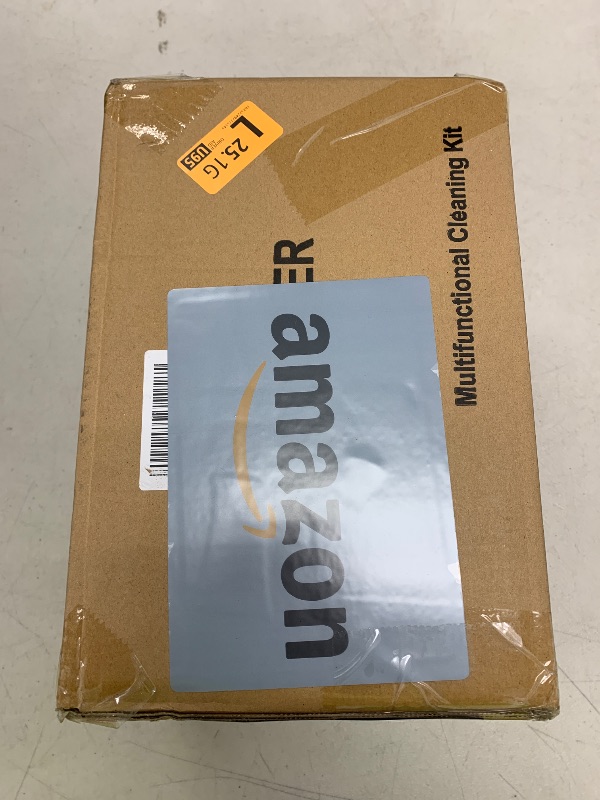 L
25.1G
U95
ER
amazon
Multifunctional Cleaning Kit